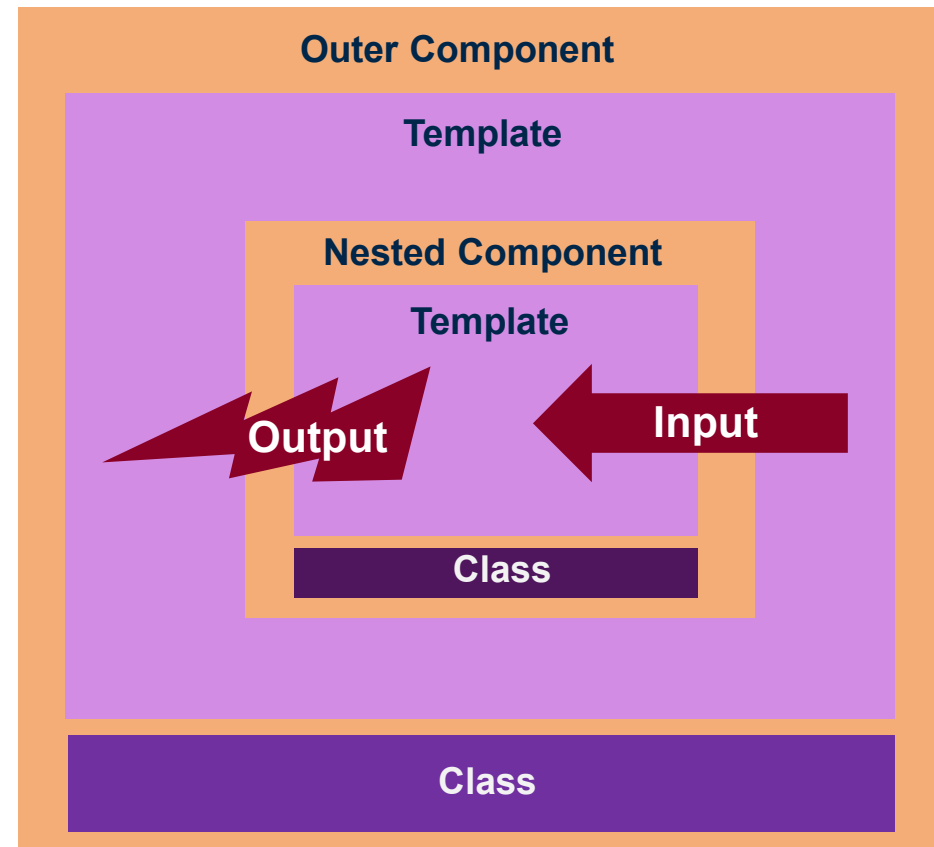 Outer Component
Template
Nested Component
Template
Output
Input
Class
Class